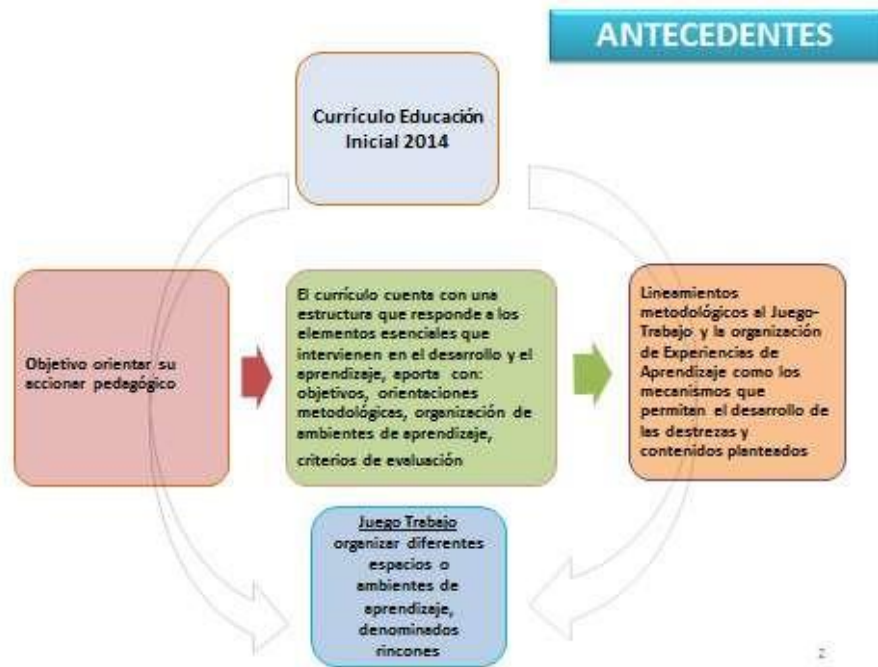 ANTECEDENTES
Currículo Educación
Inicial 2014
Objetivo orientar su
accionar pedagógico
El currículo cuenta con una
estructura que responde a los
elementos esenciales que
intervienen en el desarrollo y el
aprendizaje, aporta con:
objetivos, orientaciones
metodológicas, organización de
ambientes de aprendizaje,
criterios de evaluación
Lineamientos
metodológicos al Juego-
Trabajo y la organización
de Experiencias de
Aprendizaje como los
mecanismos que
permitan el desarrollo de
las destrezas y
contenidos planteados
Juego Trabajo
organizar diferentes
espacios o
ambientes de
aprendizaje,
denominados
rincones
2